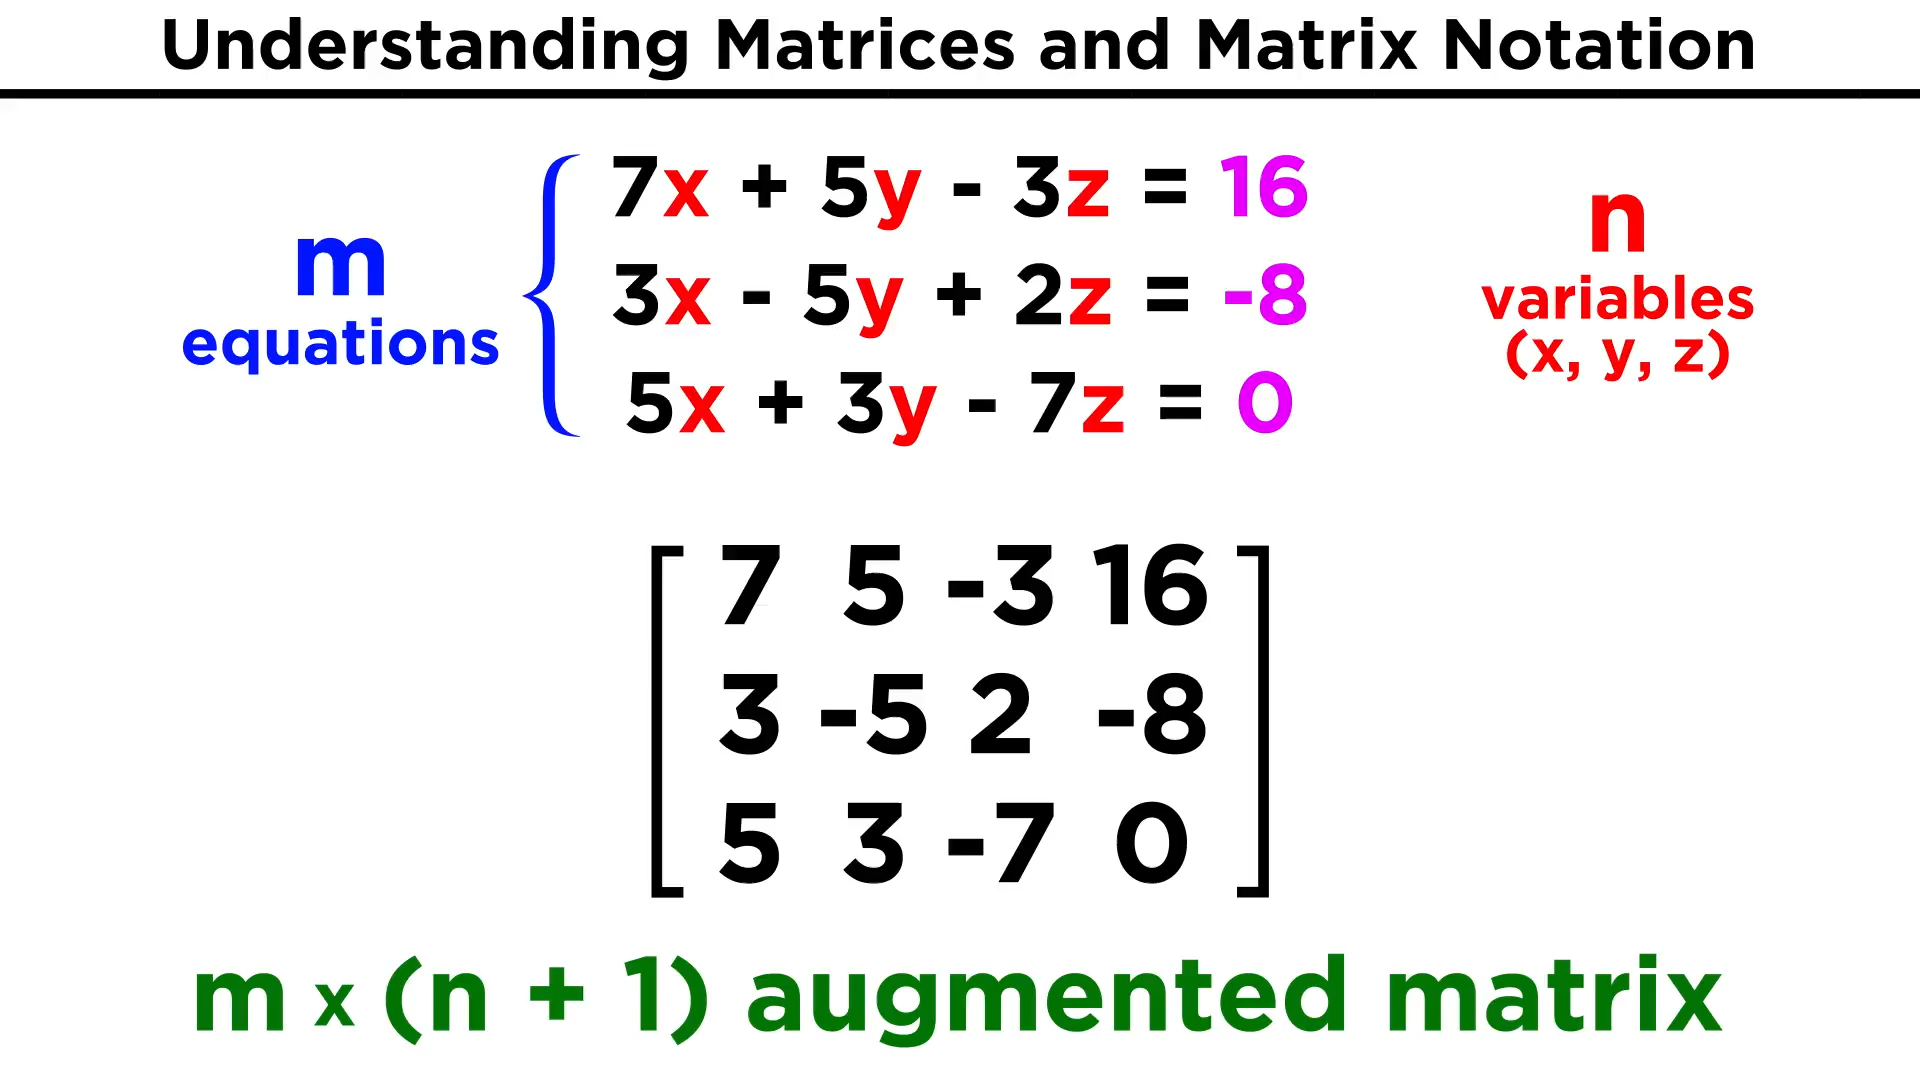 Understanding Matrices and Matrix Notation
m
equations
7x + 5y - 3z = 16
3x - 5y + 2z = -8
5x + 3y - 7z = 0
n
variables
(x, y, z)
7 5 -3 16
3 -5 2 -8
5 3 -7 0
m x (n + 1) augmented matrix